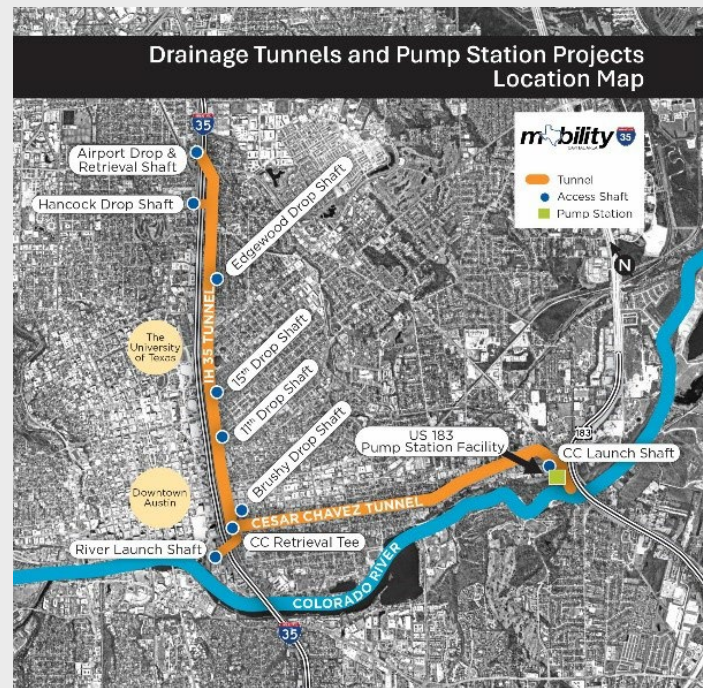 Drainage Tunnels and Pump Station Projects
Location Map
35
mobility 35
Tunnel
Access Shaft
Pump Station
N
Airport Drop &
Retrieval Shaft
Hancock Drop Shaft
Edgewood Drop Shaft
IH 35 TUNNEL
The
University
of Texas
15th Drop Shaft
11th Drop Shaft
Brushy Drop Shaft
US 183
Pump Station Facility
183
CC Launch Shaft
Downtown
Austin
CESAR CHAVEZ TUNNEL
CC Retrieval Tee
River Launch Shaft
COLORADO RIVER
35